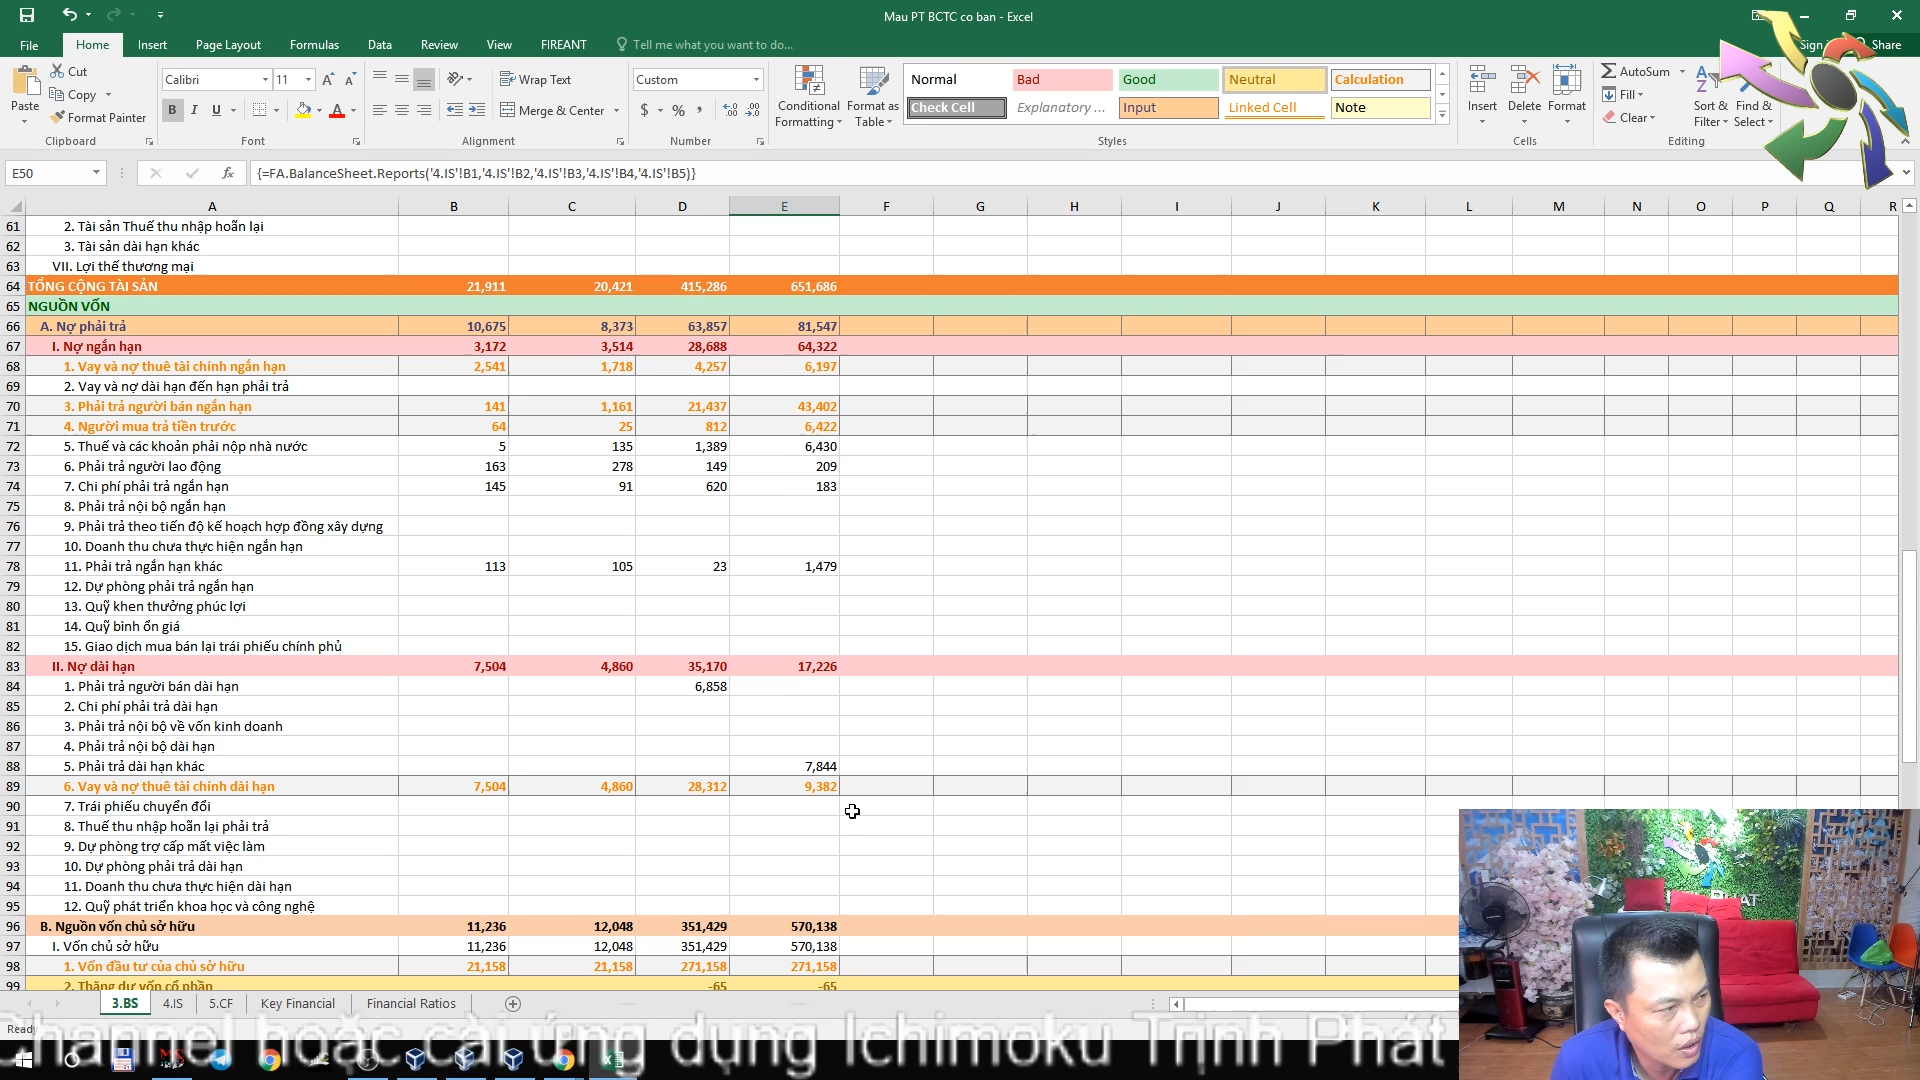 Mau PT BCTC co ban - Excel
File Home Insert Page Layout Formulas Data Review View FIREANT Tell me what you want to do... Share
Paste Cut Copy Format Painter Clipboard
Calibri 11 B I U Font
Wrap Text Merge & Center Alignment
Custom $ % Number
Conditional Formatting Format as Table
Normal Bad Good Neutral Calculation
Check Cell Explanatory ... Input Linked Cell Note
Styles
Insert Delete Format Cells
AutoSum Fill Clear Sort & Filter Find & Select Editing
E50 fx {=FA.BalanceSheet.Reports('4.IS'!B1,'4.IS'!B2,'4.IS'!B3,'4.IS'!B4,'4.IS'!B5)}
A B C D E F G H I J K L M N O P Q R
61 2. Tài sản Thuế thu nhập hoãn lại
62 3. Tài sản dài hạn khác
63 VII. Lợi thế thương mại
64 TỔNG CỘNG TÀI SẢN 21,911 20,421 415,286 651,686
65 NGUỒN VỐN
66 A. Nợ phải trả 10,675 8,373 63,857 81,547
67 I. Nợ ngắn hạn 3,172 3,514 28,688 64,322
68 1. Vay và nợ thuê tài chính ngắn hạn 2,541 1,718 4,257 6,197
69 2. Vay và nợ dài hạn đến hạn phải trả
70 3. Phải trả người bán ngắn hạn 141 1,161 21,437 43,402
71 4. Người mua trả tiền trước 64 25 812 6,422
72 5. Thuế và các khoản phải nộp nhà nước 5 135 1,389 6,430
73 6. Phải trả người lao động 163 278 149 209
74 7. Chi phí phải trả ngắn hạn 145 91 620 183
75 8. Phải trả nội bộ ngắn hạn
76 9. Phải trả theo tiến độ kế hoạch hợp đồng xây dựng
77 10. Doanh thu chưa thực hiện ngắn hạn
78 11. Phải trả ngắn hạn khác 113 105 23 1,479
79 12. Dự phòng phải trả ngắn hạn
80 13. Quỹ khen thưởng phúc lợi
81 14. Quỹ bình ổn giá
82 15. Giao dịch mua bán lại trái phiếu chính phủ
83 II. Nợ dài hạn 7,504 4,860 35,170 17,226
84 1. Phải trả người bán dài hạn 6,858
85 2. Chi phí phải trả dài hạn
86 3. Phải trả nội bộ về vốn kinh doanh
87 4. Phải trả nội bộ dài hạn
88 5. Phải trả dài hạn khác 7,844
89 6. Vay và nợ thuê tài chính dài hạn 7,504 4,860 28,312 9,382
90 7. Trái phiếu chuyển đổi
91 8. Thuế thu nhập hoãn lại phải trả
92 9. Dự phòng trợ cấp mất việc làm
93 10. Dự phòng phải trả dài hạn
94 11. Doanh thu chưa thực hiện dài hạn
95 12. Quỹ phát triển khoa học và công nghệ
96 B. Nguồn vốn chủ sở hữu 11,236 12,048 351,429 570,138
97 I. Vốn chủ sở hữu 11,236 12,048 351,429 570,138
98 1. Vốn đầu tư của chủ sở hữu 21,158 21,158 271,158 271,158
99 2. Thặng dư vốn cổ phần -65 -65
3.BS 4.IS 5.CF Key Financial Financial Ratios
Ready
Channel hoặc cài ứng dụng Ichimoku Trịnh Phát